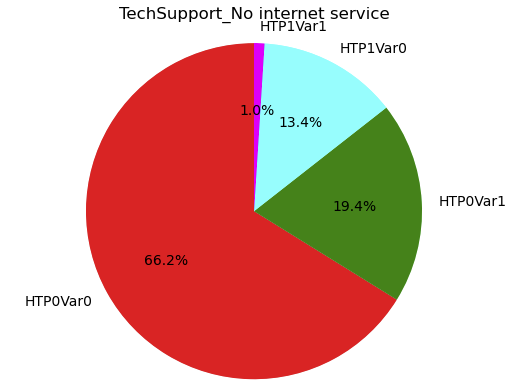 TechSupport_No internet service
HTP1Var1
HTP1Var0
1.0%
13.4%
HTP0Var1
19.4%
66.2%
HTP0Var0